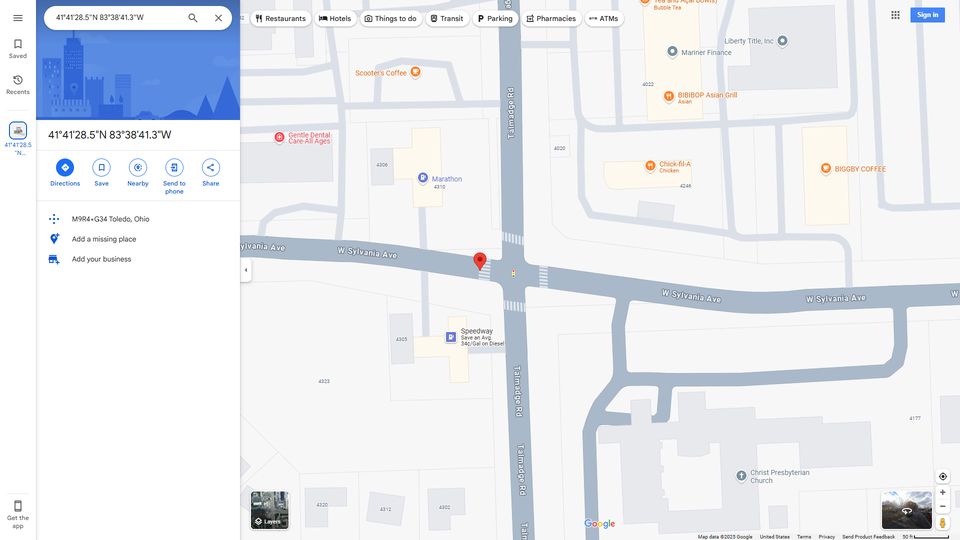 41°41'28.5"N 83°38'41.3"W
Restaurants
Hotels
Things to do
Transit
Parking
Pharmacies
ATMs
Sign in
Saved
Recents
41°41'28.5
"N...
41°41'28.5"N 83°38'41.3"W
Directions
Save
Nearby
Send to
phone
Share
M9R4+G34 Toledo, Ohio
Add a missing place
Add your business
Get the
app
Tea and Açaí Bowls)
Bubble Tea
Liberty Title, Inc
Mariner Finance
Scooter's Coffee
4022
BIBIBOP Asian Grill
Asian
Talmadge Rd
Gentle Dental
Care-All Ages
4020
4306
Marathon
4310
Chick-fil-A
Chicken
4246
BIGGBY COFFEE
ylvania Ave
W Sylvania Ave
W Sylvania Ave
W Sylvania Ave
W S
Speedway
Save an Avg.
34¢/Gal on Diesel
4305
4323
Talmadge Rd
Talmadge Rd
Ta
4177
Christ Presbyterian
Church
4320
4312
4302
Layers
Google
Map data ©2025 Google
United States
Terms
Privacy
Send Product Feedback
50 ft